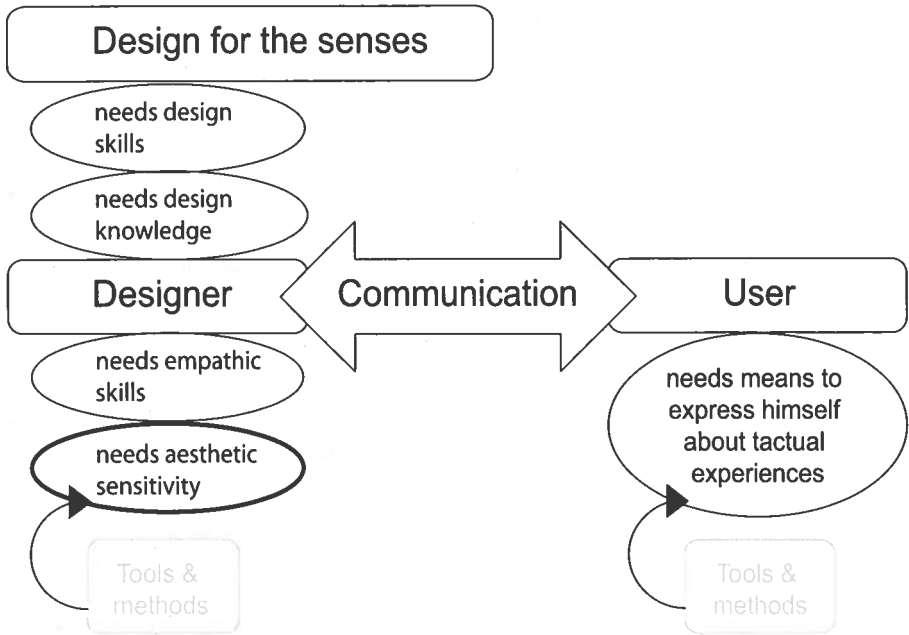 Design for the senses
needs design
skills
needs design
knowledge
Designer
Communication
User
needs empathic
skills
needs aesthetic
sensitivity
needs means to
express himself
about tactual
experiences
Tools &
methods
Tools &
methods